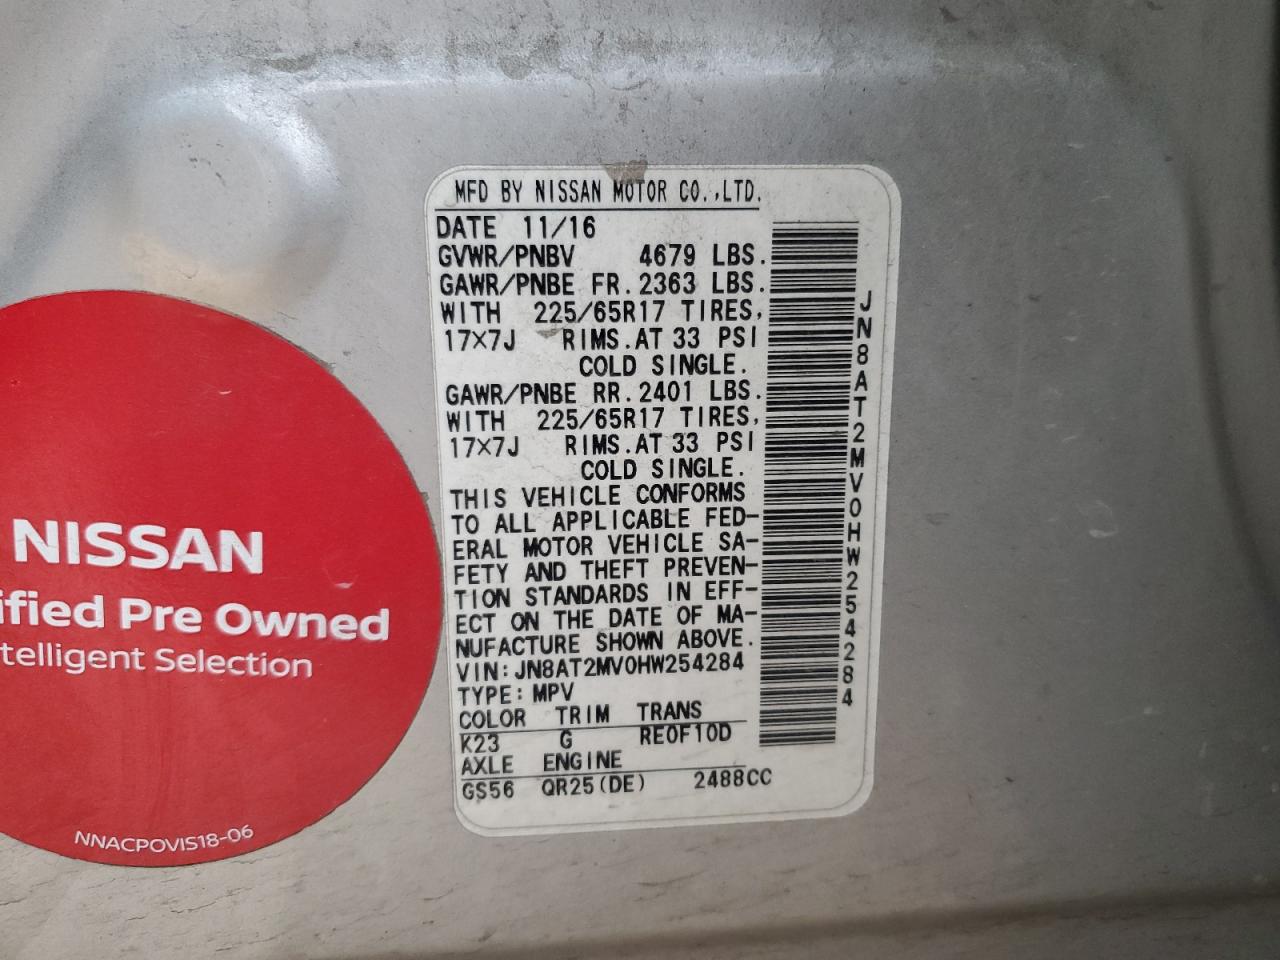 MFD BY NISSAN MOTOR CO.,LTD.
DATE 11/16
GVWR/PNBV 4679 LBS.
GAWR/PNBE FR. 2363 LBS.
WITH 225/65R17 TIRES,
17×7J RIMS. AT 33 PSI
COLD SINGLE.
GAWR/PNBE RR. 2401 LBS.
WITH 225/65R17 TIRES,
17×7J RIMS. AT 33 PSI
COLD SINGLE.
THIS VEHICLE CONFORMS
TO ALL APPLICABLE FED-
ERAL MOTOR VEHICLE SA-
FETY AND THEFT PREVEN-
TION STANDARDS IN EFF-
ECT ON THE DATE OF MA-
NUFACTURE SHOWN ABOVE.
VIN: JN8AT2MV0HW254284
TYPE: MPV
COLOR TRIM TRANS
K23 G RE0F10D
AXLE ENGINE
GS56 QR25(DE) 2488CC
JN8AT2MV0HW254284
NISSAN
ified Pre Owned
telligent Selection
NNACPOVIS18-06